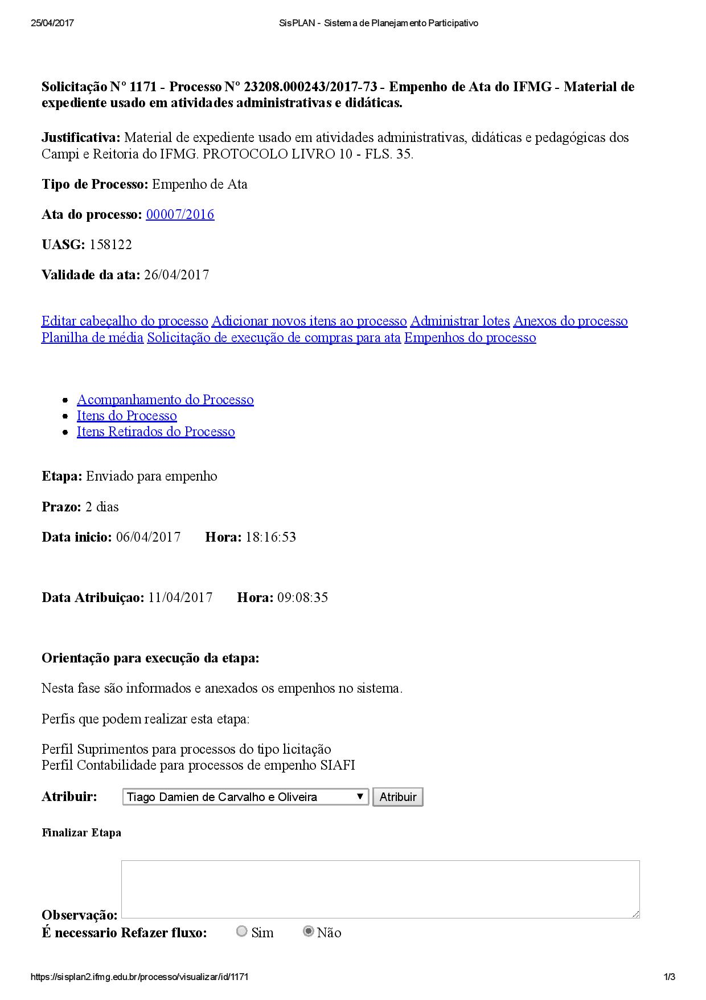 25/04/2017 SisPLAN - Sistema de Planejamento Participativo
Solicitação Nº 1171 - Processo Nº 23208.000243/2017-73 - Empenho de Ata do IFMG - Material de
expediente usado em atividades administrativas e didáticas.
Justificativa: Material de expediente usado em atividades administrativas, didáticas e pedagógicas dos
Campi e Reitoria do IFMG. PROTOCOLO LIVRO 10 - FLS. 35.
Tipo de Processo: Empenho de Ata
Ata do processo: 00007/2016
UASG: 158122
Validade da ata: 26/04/2017
Editar cabeçalho do processo Adicionar novos itens ao processo Administrar lotes Anexos do processo
Planilha de média Solicitação de execução de compras para ata Empenhos do processo
Acompanhamento do Processo
Itens do Processo
Itens Retirados do Processo
Etapa: Enviado para empenho
Prazo: 2 dias
Data inicio: 06/04/2017 Hora: 18:16:53
Data Atribuiçao: 11/04/2017 Hora: 09:08:35
Orientação para execução da etapa:
Nesta fase são informados e anexados os empenhos no sistema.
Perfis que podem realizar esta etapa:
Perfil Suprimentos para processos do tipo licitação
Perfil Contabilidade para processos de empenho SIAFI
Atribuir: Tiago Damien de Carvalho e Oliveira Atribuir
Finalizar Etapa
Observação:
É necessario Refazer fluxo: Sim Não
https://sisplan2.ifmg.edu.br/processo/visualizar/id/1171 1/3